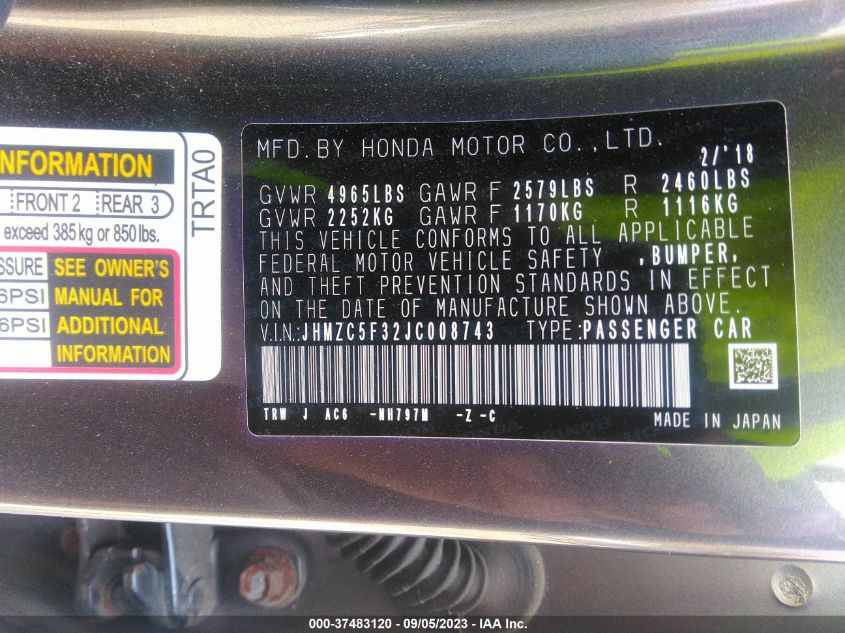 INFORMATION
FRONT 2 REAR 3
exceed 385 kg or 850 lbs.
SSURE SEE OWNER'S
6PSI MANUAL FOR
6PSI ADDITIONAL
INFORMATION
TRTA0
MFD. BY HONDA MOTOR CO.,LTD. 2/'18
GVWR 4965LBS GAWR F 2579LBS R 2460LBS
GVWR 2252KG GAWR F 1170KG R 1116KG
THIS VEHICLE CONFORMS TO ALL APPLICABLE
FEDERAL MOTOR VEHICLE SAFETY ,BUMPER,
AND THEFT PREVENTION STANDARDS IN EFFECT
ON THE DATE OF MANUFACTURE SHOWN ABOVE.
V.I.N: JHMZC5F32JC008743 TYPE:PASSENGER CAR
TRW J AC6 -NH797M -Z -C
MADE IN JAPAN
000-37483120 - 09/05/2023 - IAA Inc.